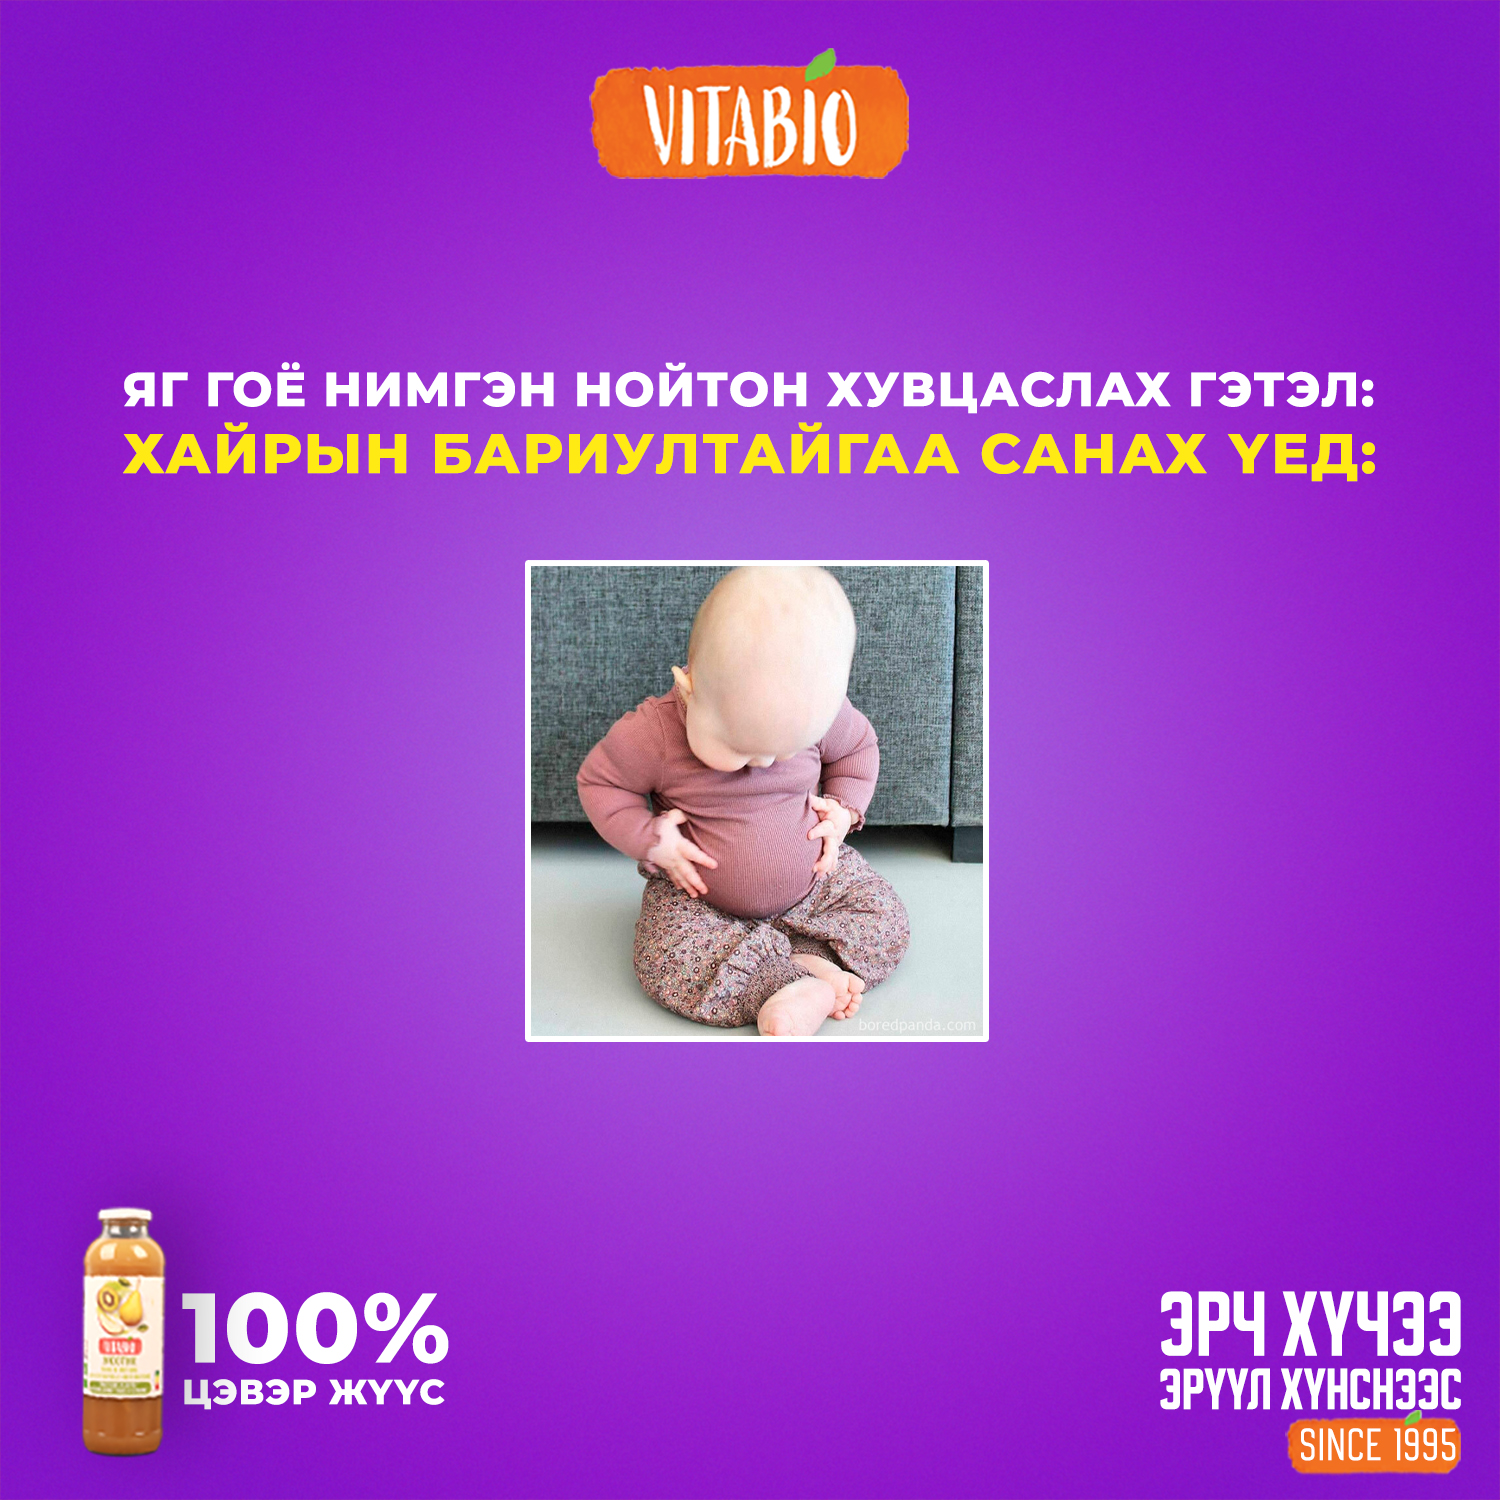 VITABIO
ЯГ ГОЁ НИМГЭН НОЙТОН ХУВЦАСЛАХ ГЭТЭЛ:
ХАЙРЫН БАРИУЛТАЙГАА САНАХ ҮЕД:
boredpanda.com
VITABIO
100%
ЦЭВЭР ЖҮҮС
ЭРЧ ХҮЧЭЭ
ЭРҮҮЛ ХҮНСНЭЭС
SINCE 1995